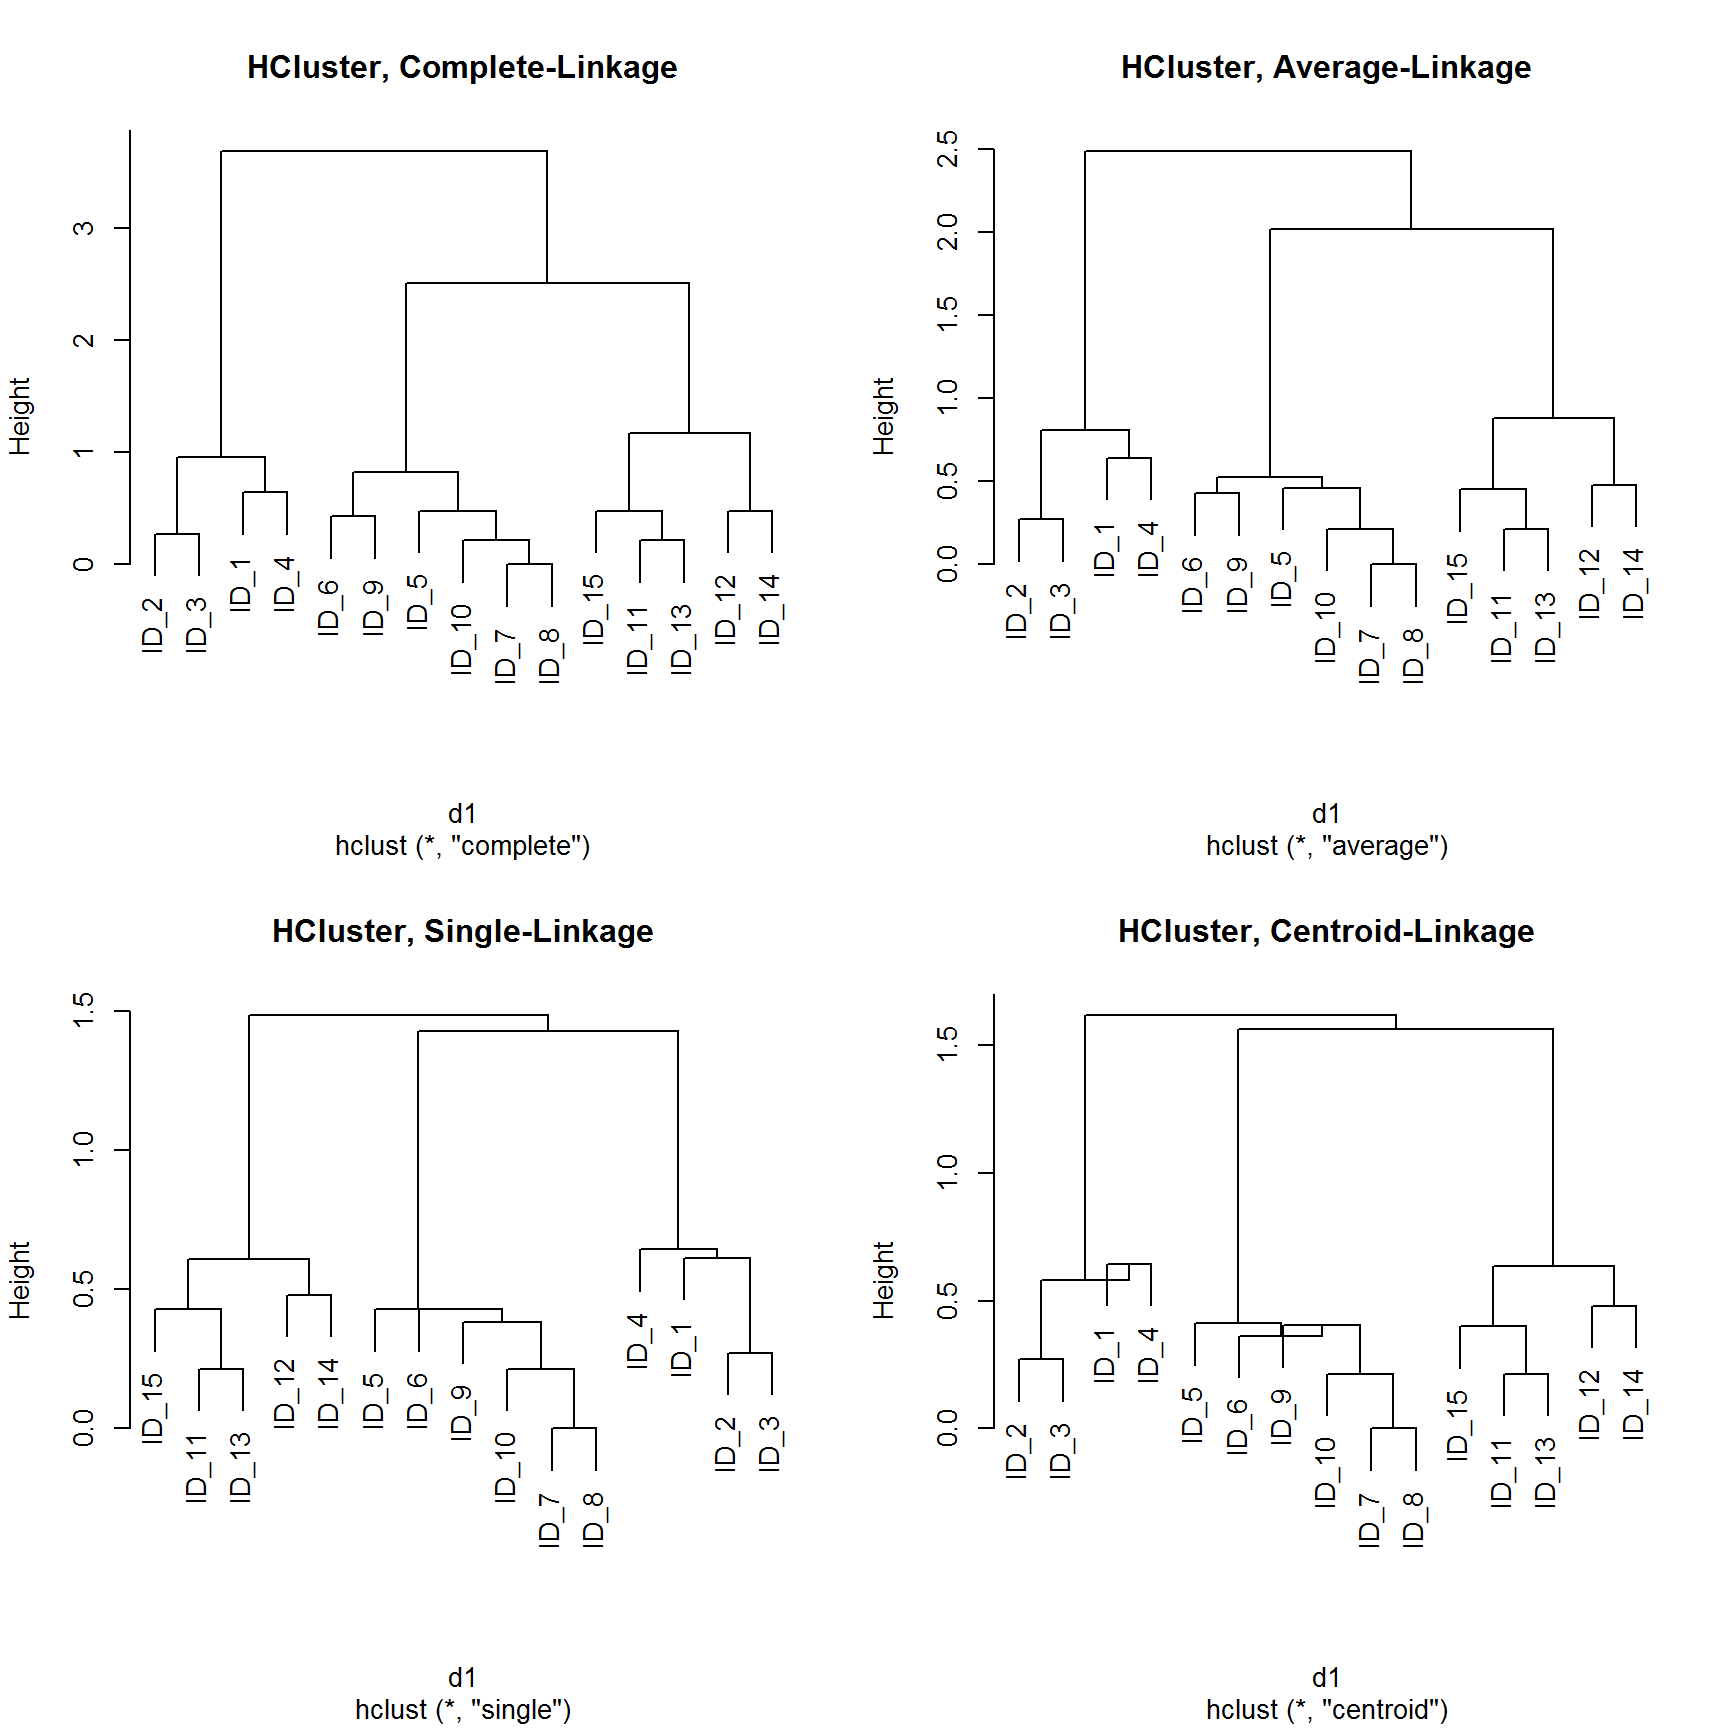 HCluster, Complete-Linkage
Height
3
2
1
0
ID_2
ID_3
ID_1
ID_4
ID_6
ID_9
ID_5
ID_10
ID_7
ID_8
ID_15
ID_11
ID_13
ID_12
ID_14
d1
hclust (*, "complete")
HCluster, Average-Linkage
Height
2.5
2.0
1.5
1.0
0.5
0.0
ID_2
ID_3
ID_1
ID_4
ID_6
ID_9
ID_5
ID_10
ID_7
ID_8
ID_15
ID_11
ID_13
ID_12
ID_14
d1
hclust (*, "average")
HCluster, Single-Linkage
Height
1.5
1.0
0.5
0.0
ID_15
ID_11
ID_13
ID_12
ID_14
ID_5
ID_6
ID_9
ID_10
ID_7
ID_8
ID_4
ID_1
ID_2
ID_3
d1
hclust (*, "single")
HCluster, Centroid-Linkage
Height
1.5
1.0
0.5
0.0
ID_2
ID_3
ID_1
ID_4
ID_5
ID_6
ID_9
ID_10
ID_7
ID_8
ID_15
ID_11
ID_13
ID_12
ID_14
d1
hclust (*, "centroid")